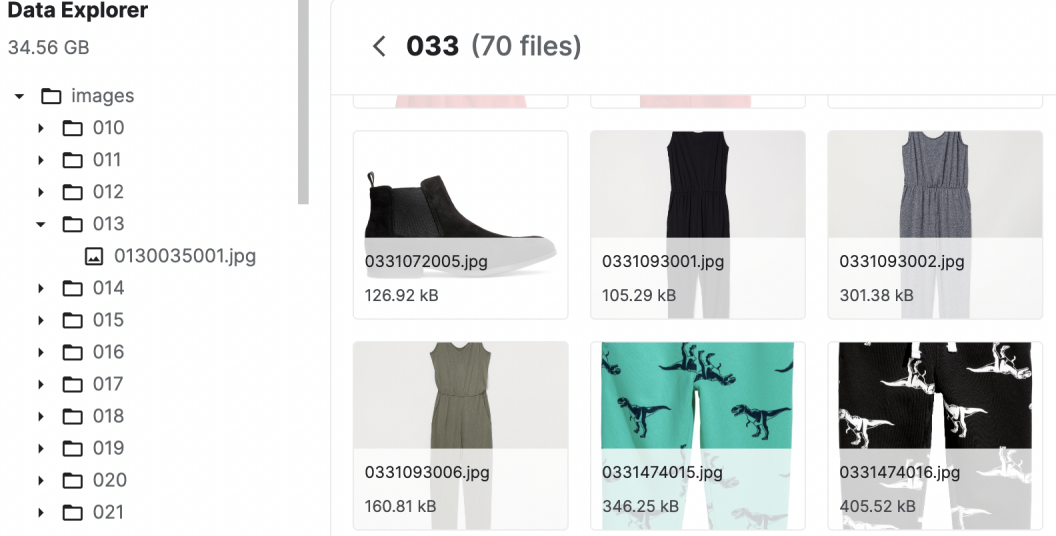 Data Explorer
34.56 GB
images
010
011
012
013
0130035001.jpg
014
015
016
017
018
019
020
021
033 (70 files)
0331072005.jpg
126.92 kB
0331093001.jpg
105.29 kB
0331093002.jpg
301.38 kB
0331093006.jpg
160.81 kB
0331474015.jpg
346.25 kB
0331474016.jpg
405.52 kB